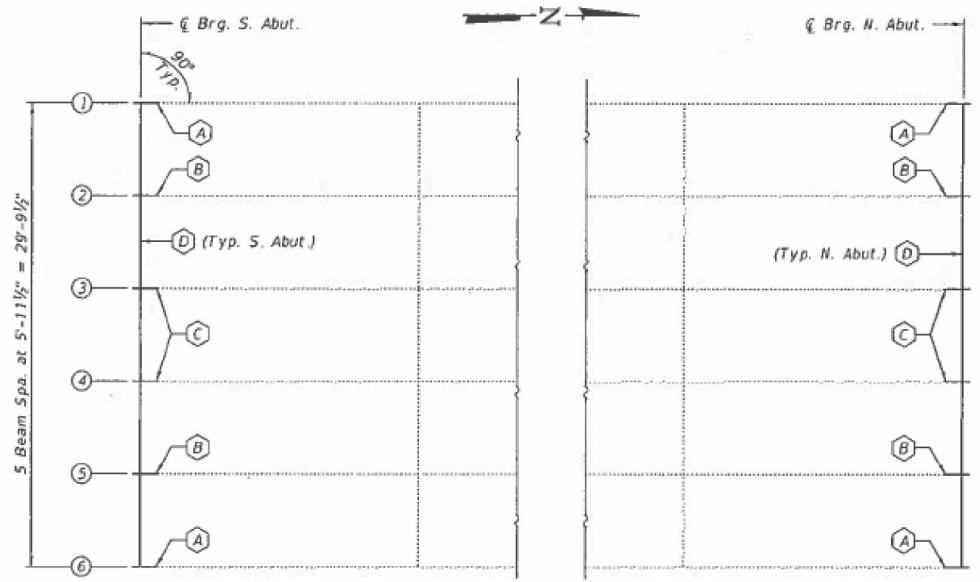 ℄ Brg. S. Abut.
N
℄ Brg. N. Abut.
90°
Typ.
1
A
A
B
B
2
D (Typ. S. Abut.)
(Typ. N. Abut.) D
3
C
C
4
B
B
5
A
A
6
5 Beam Spa. at 5'-11½" = 29'-9½"